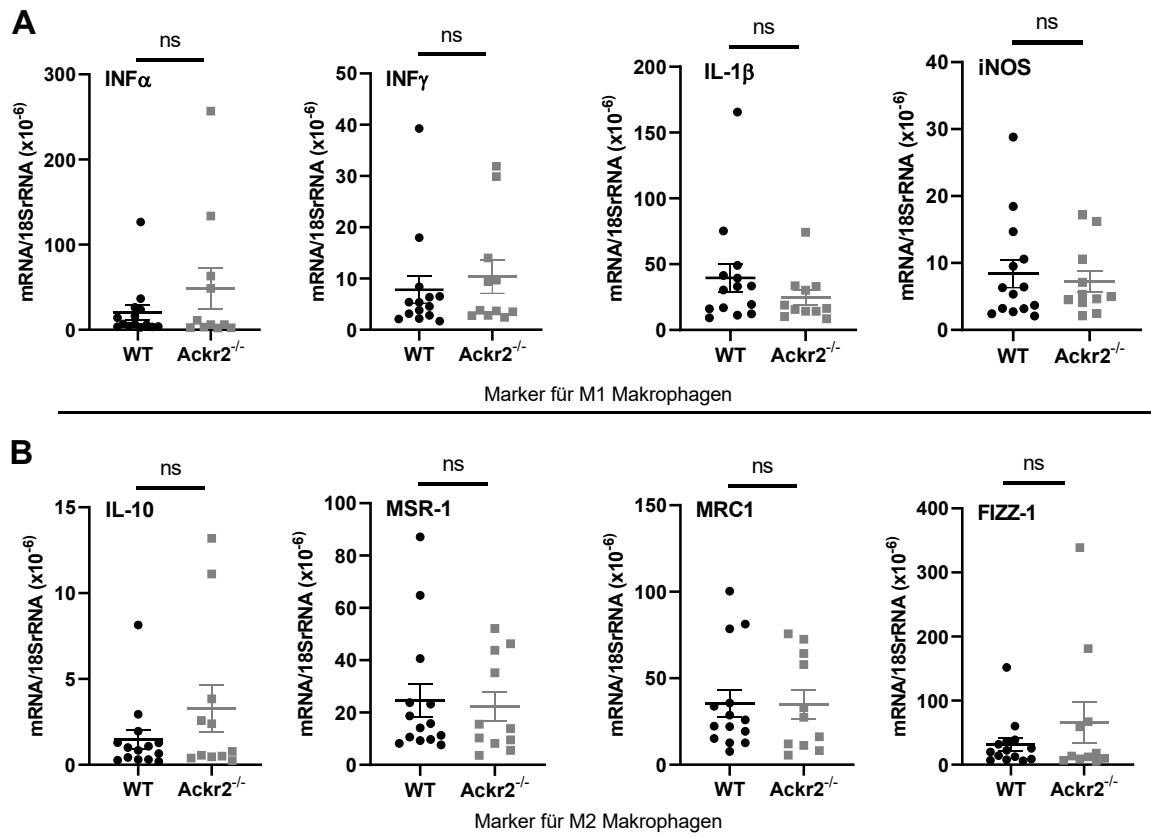 A
ns
INFα
mRNA/18SrRNA (x10⁻⁶)
300
200
100
0
WT Ackr2⁻/⁻
ns
INFγ
mRNA/18SrRNA (x10⁻⁶)
50
40
30
20
10
0
WT Ackr2⁻/⁻
ns
IL-1β
mRNA/18SrRNA (x10⁻⁶)
200
150
100
50
0
WT Ackr2⁻/⁻
ns
iNOS
mRNA/18SrRNA (x10⁻⁶)
40
30
20
10
0
WT Ackr2⁻/⁻
Marker für M1 Makrophagen
B
ns
IL-10
mRNA/18SrRNA (x10⁻⁶)
15
10
5
0
WT Ackr2⁻/⁻
ns
MSR-1
mRNA/18SrRNA (x10⁻⁶)
100
80
60
40
20
0
WT Ackr2⁻/⁻
ns
MRC1
mRNA/18SrRNA (x10⁻⁶)
150
100
50
0
WT Ackr2⁻/⁻
ns
FIZZ-1
mRNA/18SrRNA (x10⁻⁶)
400
300
200
100
0
WT Ackr2⁻/⁻
Marker für M2 Makrophagen